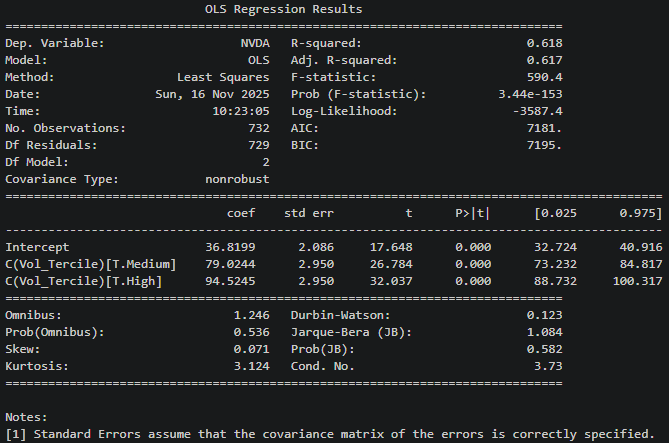 OLS Regression Results
==============================================================================
Dep. Variable:                   NVDA   R-squared:                       0.618
Model:                            OLS   Adj. R-squared:                  0.617
Method:                 Least Squares   F-statistic:                     590.4
Date:                Sun, 16 Nov 2025   Prob (F-statistic):          3.44e-153
Time:                        10:23:05   Log-Likelihood:                -3587.4
No. Observations:                 732   AIC:                             7181.
Df Residuals:                     729   BIC:                             7195.
Df Model:                           2
Covariance Type:            nonrobust
============================================================================================
                               coef    std err          t      P>|t|      [0.025      0.975]
--------------------------------------------------------------------------------------------
Intercept                   36.8199      2.086     17.648      0.000      32.724      40.916
C(Vol_Tercile)[T.Medium]    79.0244      2.950     26.784      0.000      73.232      84.817
C(Vol_Tercile)[T.High]      94.5245      2.950     32.037      0.000      88.732     100.317
==============================================================================
Omnibus:                        1.246   Durbin-Watson:                   0.123
Prob(Omnibus):                  0.536   Jarque-Bera (JB):                1.084
Skew:                           0.071   Prob(JB):                        0.582
Kurtosis:                       3.124   Cond. No.                         3.73
==============================================================================

Notes:
[1] Standard Errors assume that the covariance matrix of the errors is correctly specified.